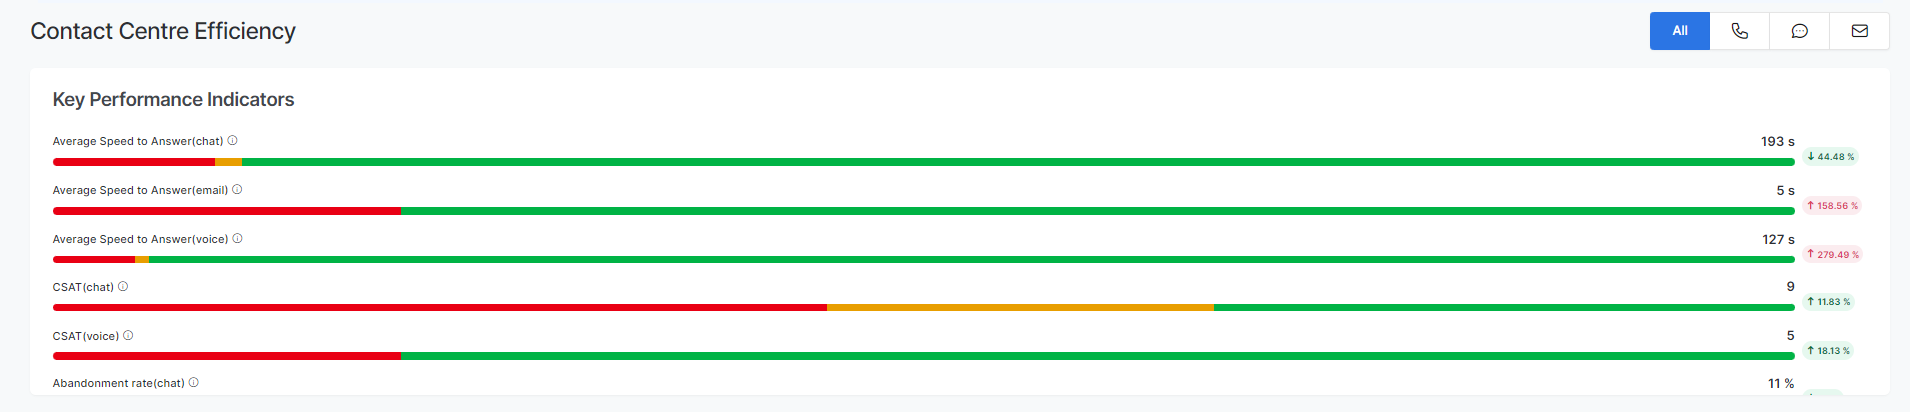 Contact Centre Efficiency
All
Key Performance Indicators
Average Speed to Answer(chat)
193 s
↓ 44.48 %
Average Speed to Answer(email)
5 s
↑ 158.56 %
Average Speed to Answer(voice)
127 s
↑ 279.49 %
CSAT(chat)
9
↑ 11.83 %
CSAT(voice)
5
↑ 18.13 %
Abandonment rate(chat)
11 %